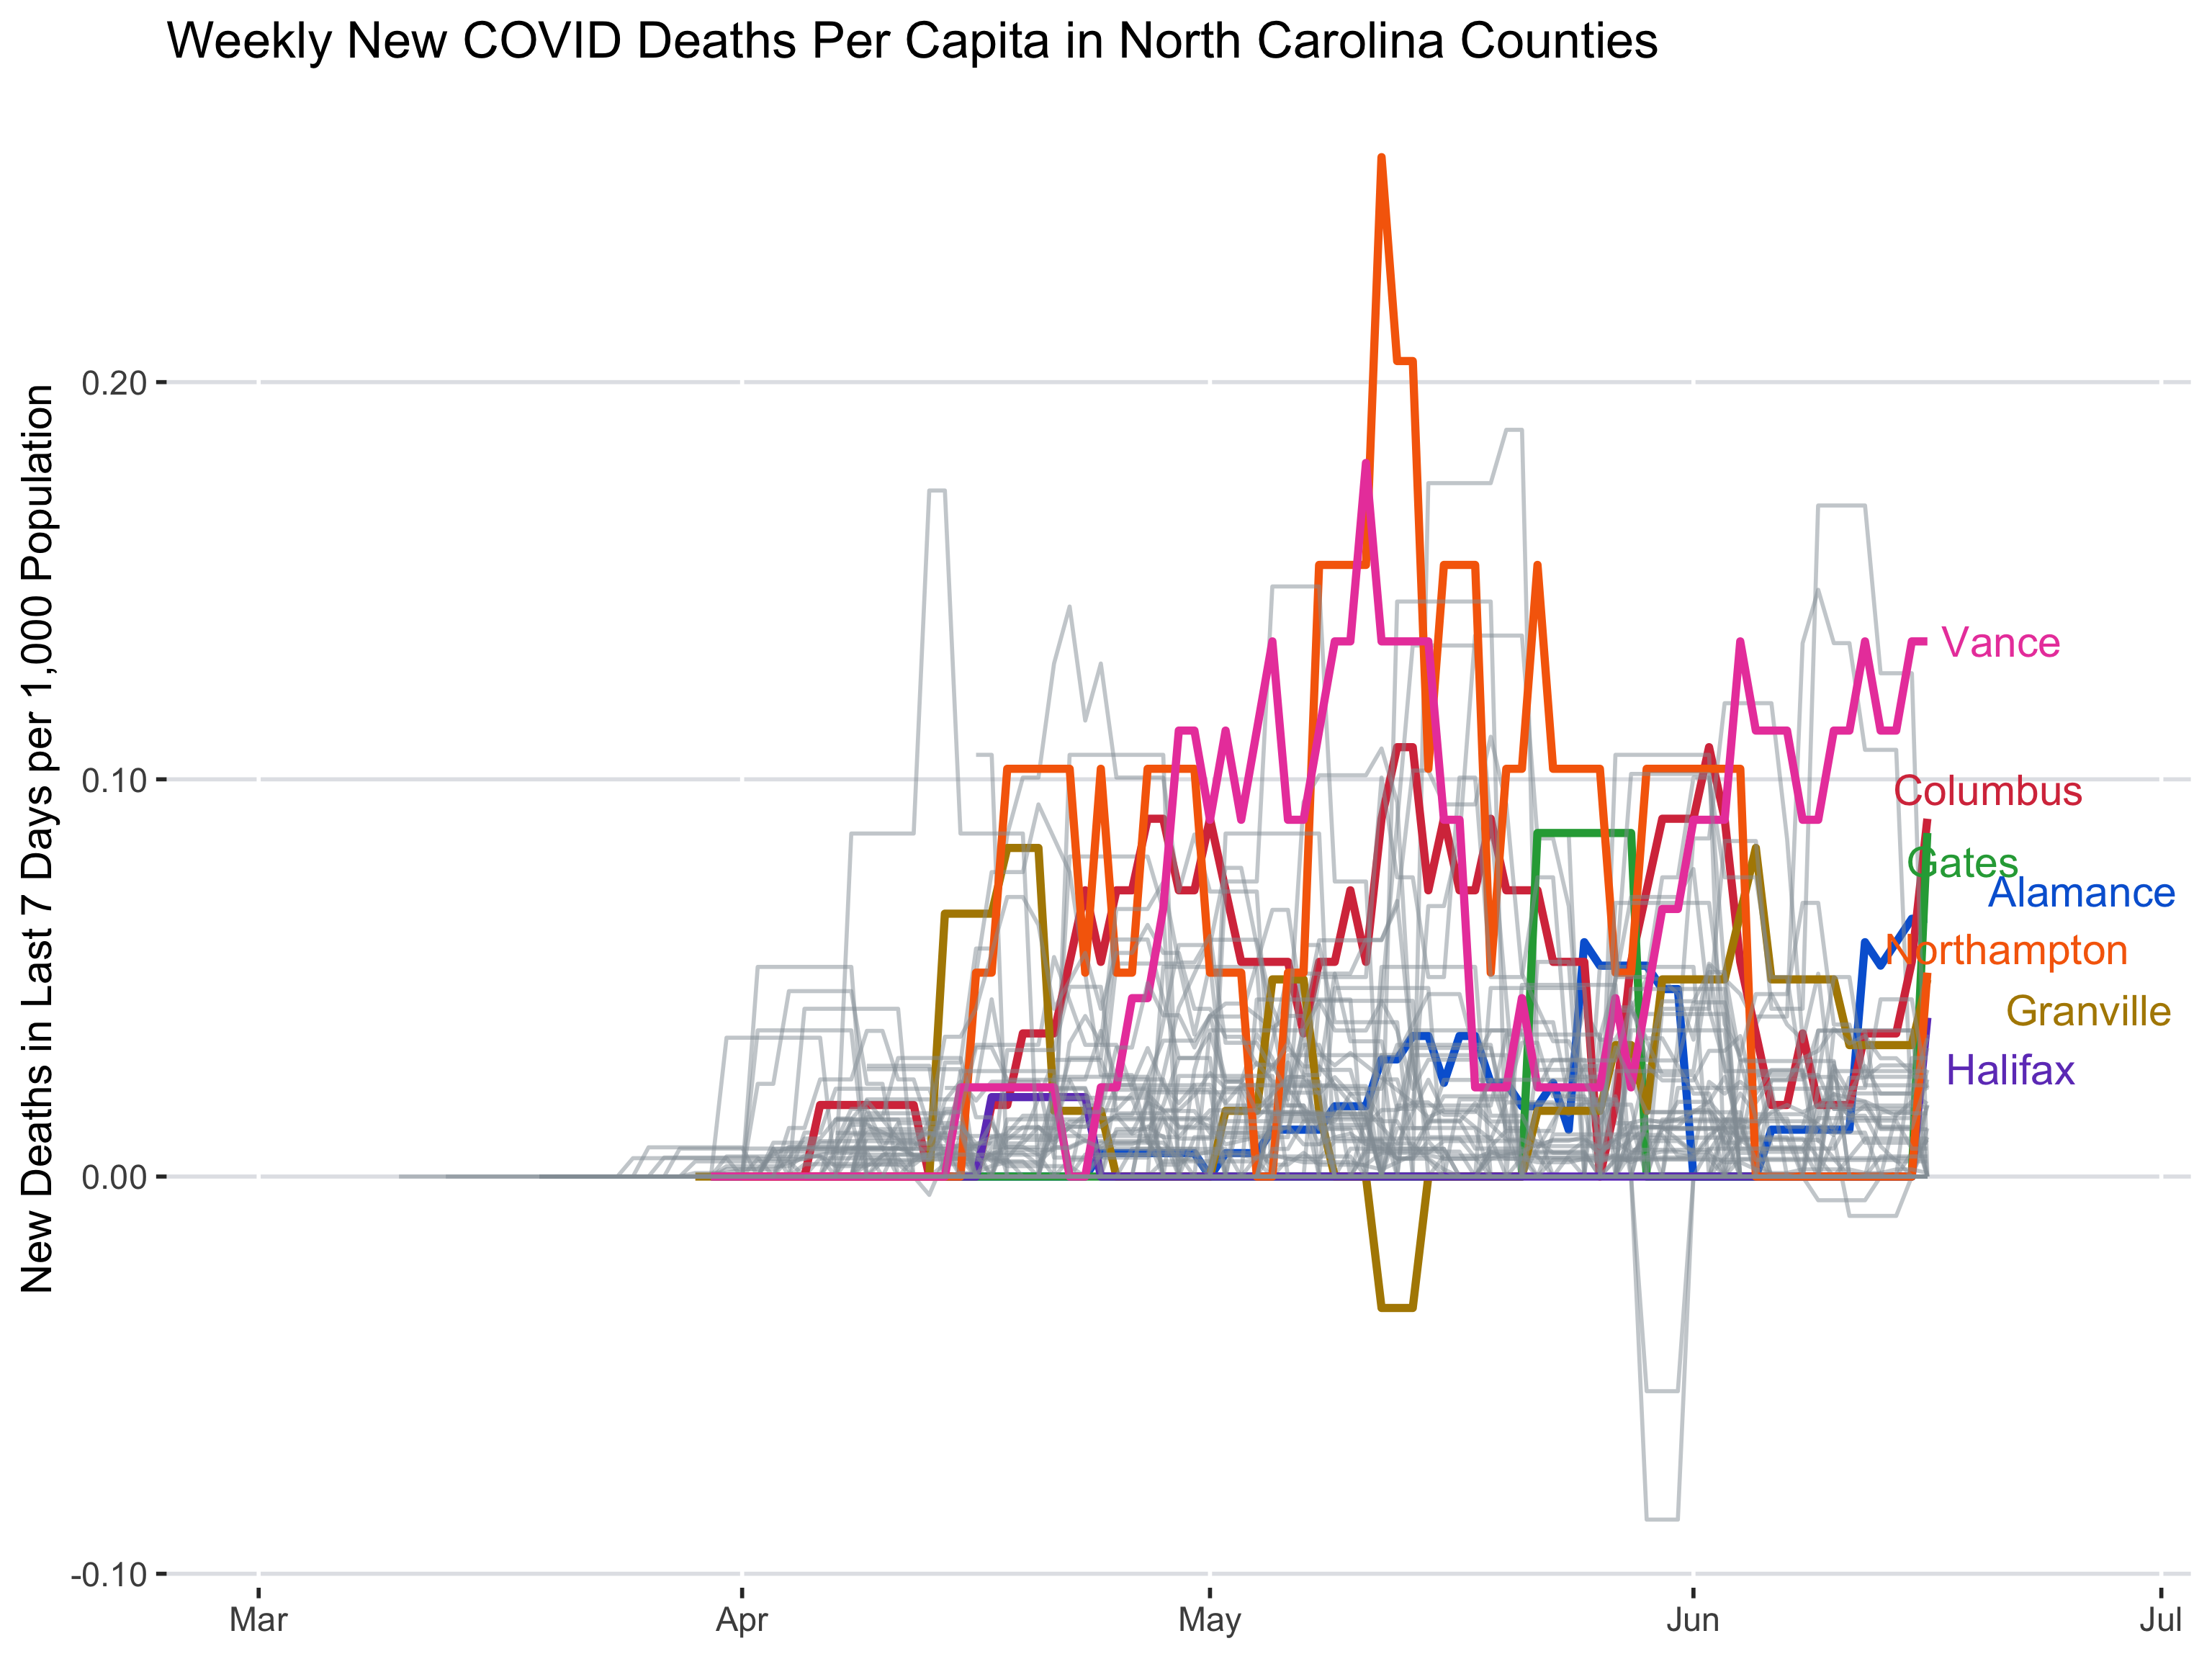 Weekly New COVID Deaths Per Capita in North Carolina Counties
New Deaths in Last 7 Days per 1,000 Population
0.20
0.10
0.00
-0.10
Vance
Columbus
Gates
Alamance
Northampton
Granville
Halifax
Mar
Apr
May
Jun
Jul